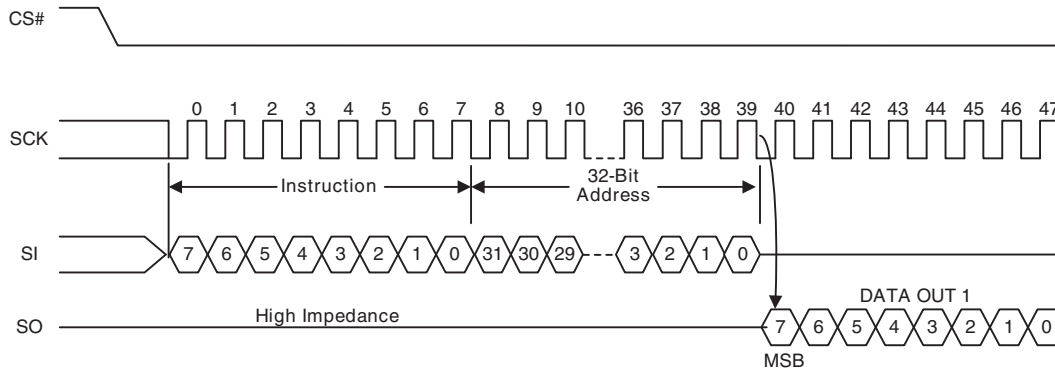 CS#
0 1 2 3 4 5 6 7 8 9 10 36 37 38 39 40 41 42 43 44 45 46 47
SCK
Instruction
32-Bit
Address
SI
7 6 5 4 3 2 1 0 31 30 29 3 2 1 0
DATA OUT 1
High Impedance
SO
7 6 5 4 3 2 1 0
MSB